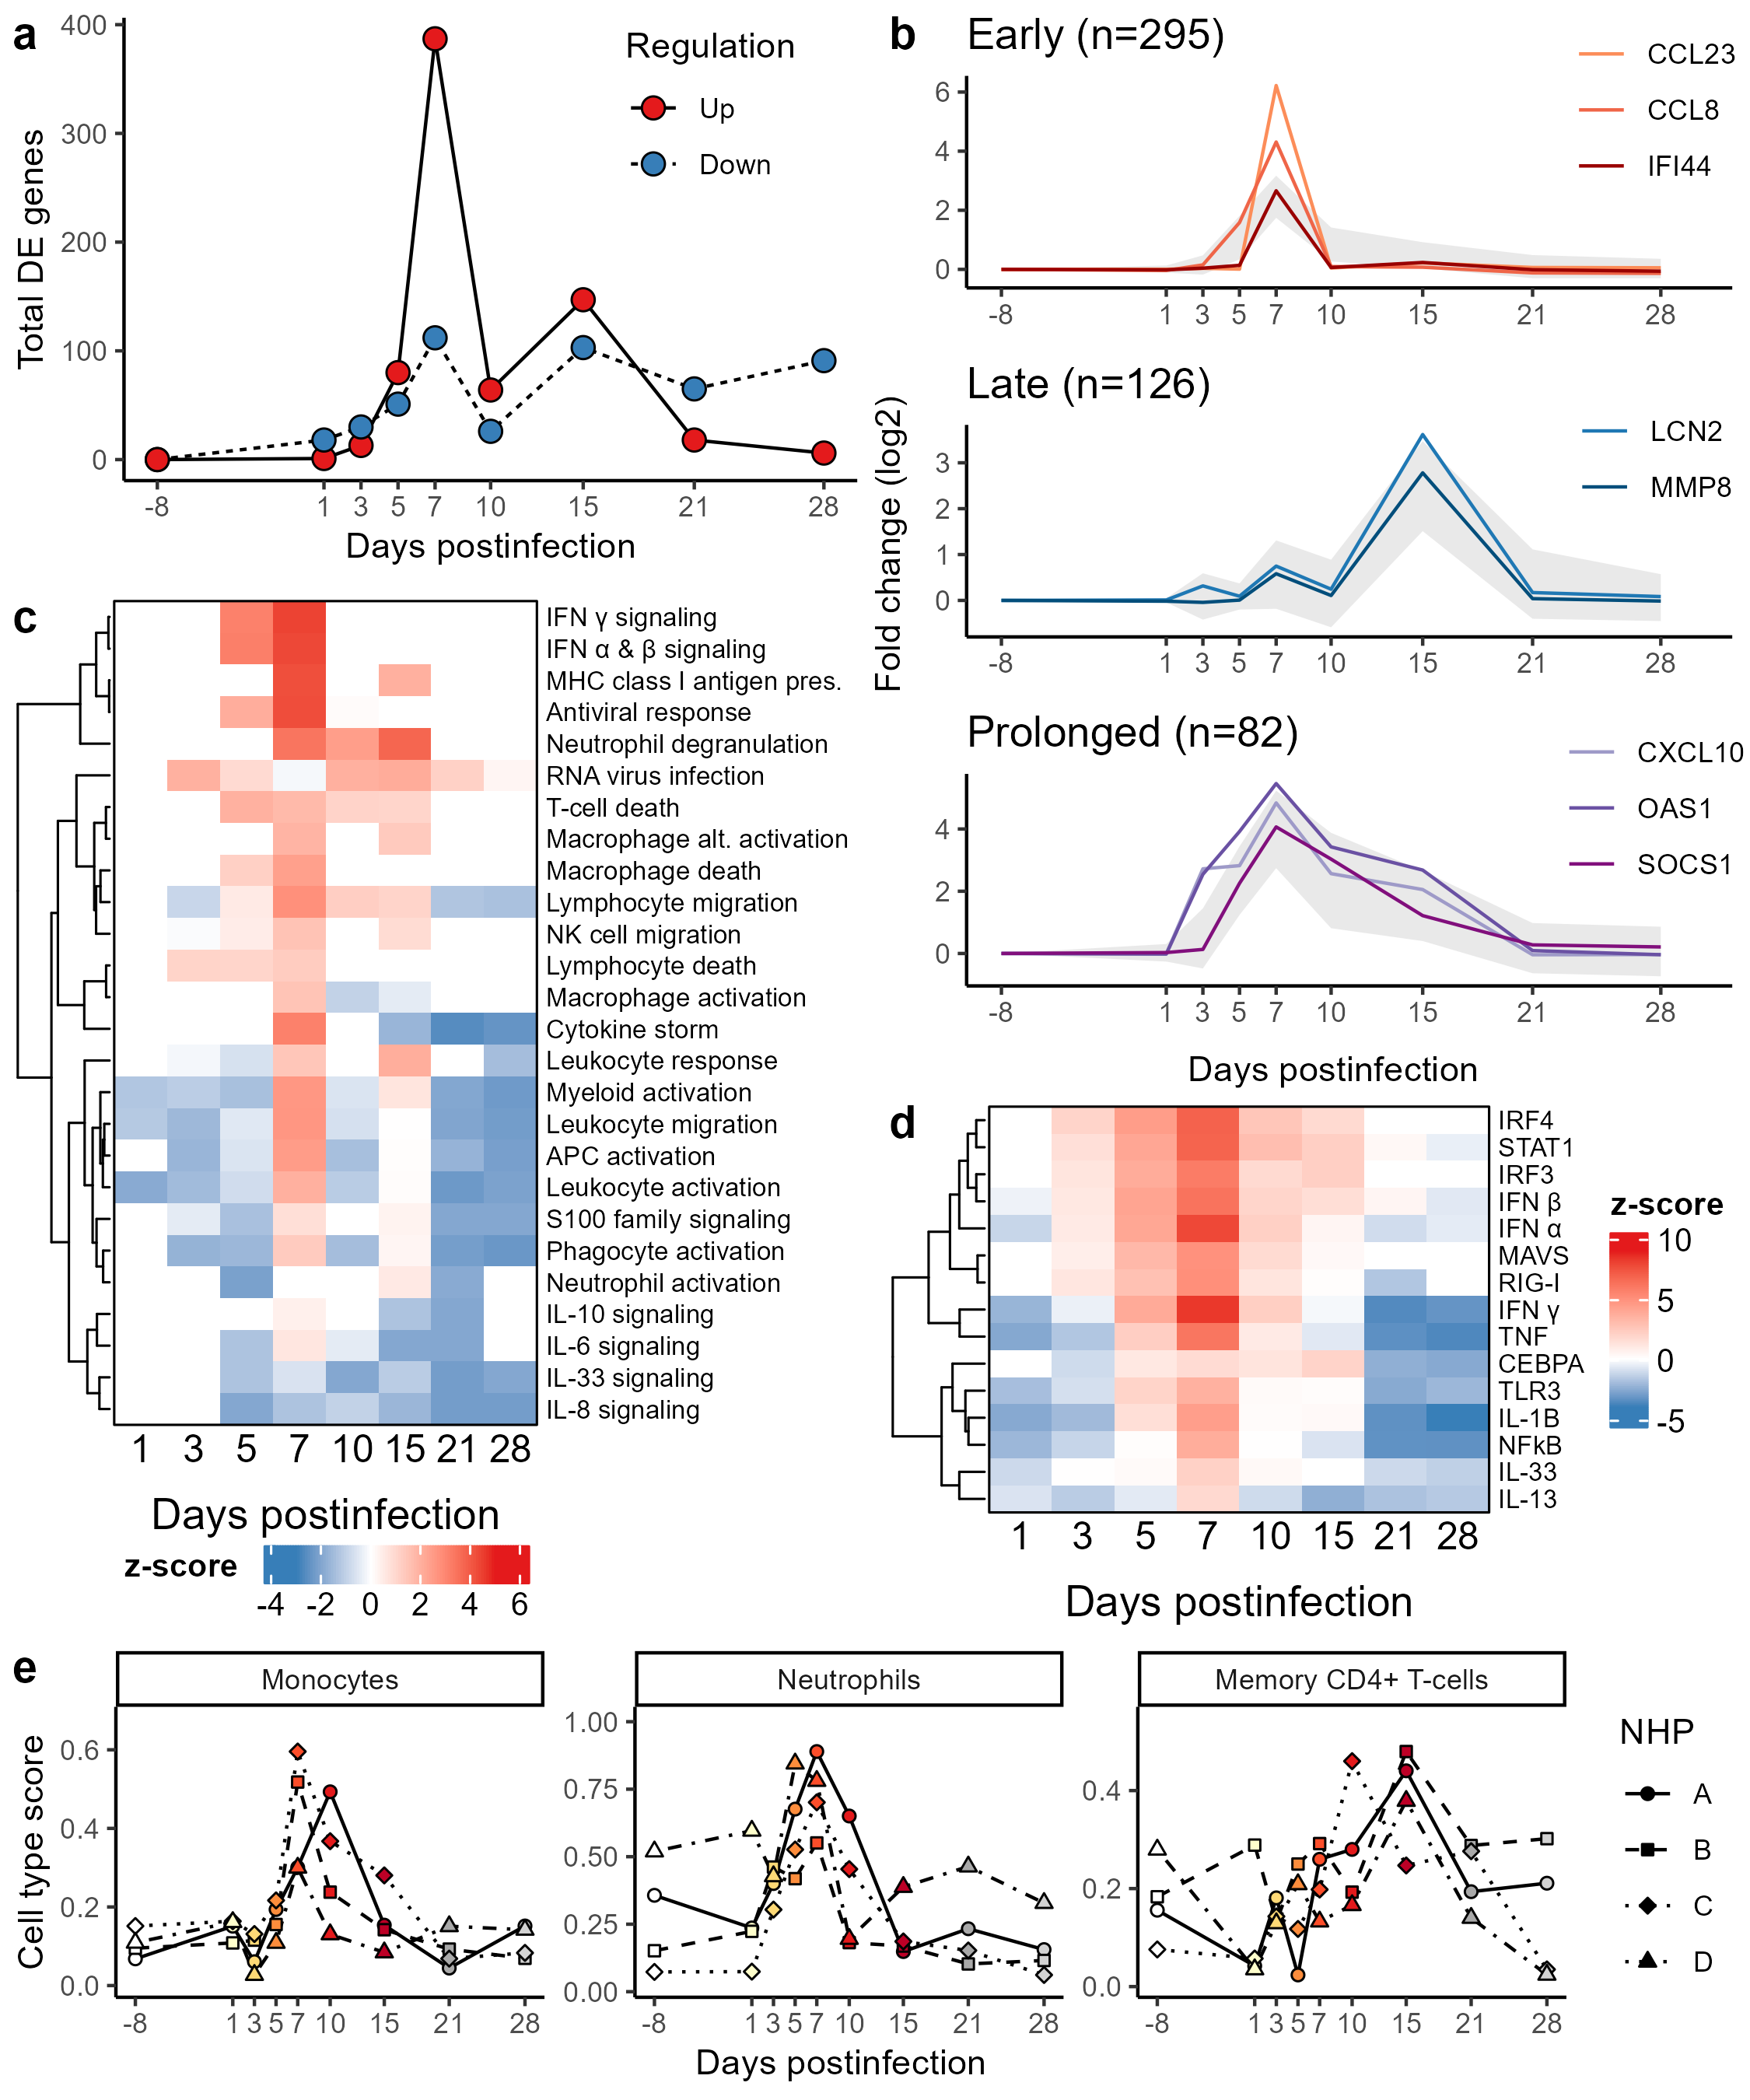 a
400
300
200
100
0
Total DE genes
Regulation
Up
Down
-8 1 3 5 7 10 15 21 28
Days postinfection
b
Early (n=295)
CCL23
CCL8
IFI44
6
4
2
0
-8 1 3 5 7 10 15 21 28
Late (n=126)
LCN2
MMP8
3
2
1
0
-8 1 3 5 7 10 15 21 28
Fold change (log2)
Prolonged (n=82)
CXCL10
OAS1
SOCS1
4
2
0
-8 1 3 5 7 10 15 21 28
Days postinfection
c
IFN γ signaling
IFN α & β signaling
MHC class I antigen pres.
Antiviral response
Neutrophil degranulation
RNA virus infection
T-cell death
Macrophage alt. activation
Macrophage death
Lymphocyte migration
NK cell migration
Lymphocyte death
Macrophage activation
Cytokine storm
Leukocyte response
Myeloid activation
Leukocyte migration
APC activation
Leukocyte activation
S100 family signaling
Phagocyte activation
Neutrophil activation
IL-10 signaling
IL-6 signaling
IL-33 signaling
IL-8 signaling
1 3 5 7 10 15 21 28
Days postinfection
z-score
-4 -2 0 2 4 6
d
IRF4
STAT1
IRF3
IFN β
IFN α
MAVS
RIG-I
IFN γ
TNF
CEBPA
TLR3
IL-1B
NFkB
IL-33
IL-13
1 3 5 7 10 15 21 28
Days postinfection
z-score
10
5
0
-5
e
Monocytes
Neutrophils
Memory CD4+ T-cells
Cell type score
0.6
0.4
0.2
0.0
-8 1 3 5 7 10 15 21 28
1.00
0.75
0.50
0.25
0.00
-8 1 3 5 7 10 15 21 28
0.4
0.2
0.0
-8 1 3 5 7 10 15 21 28
Days postinfection
NHP
A
B
C
D